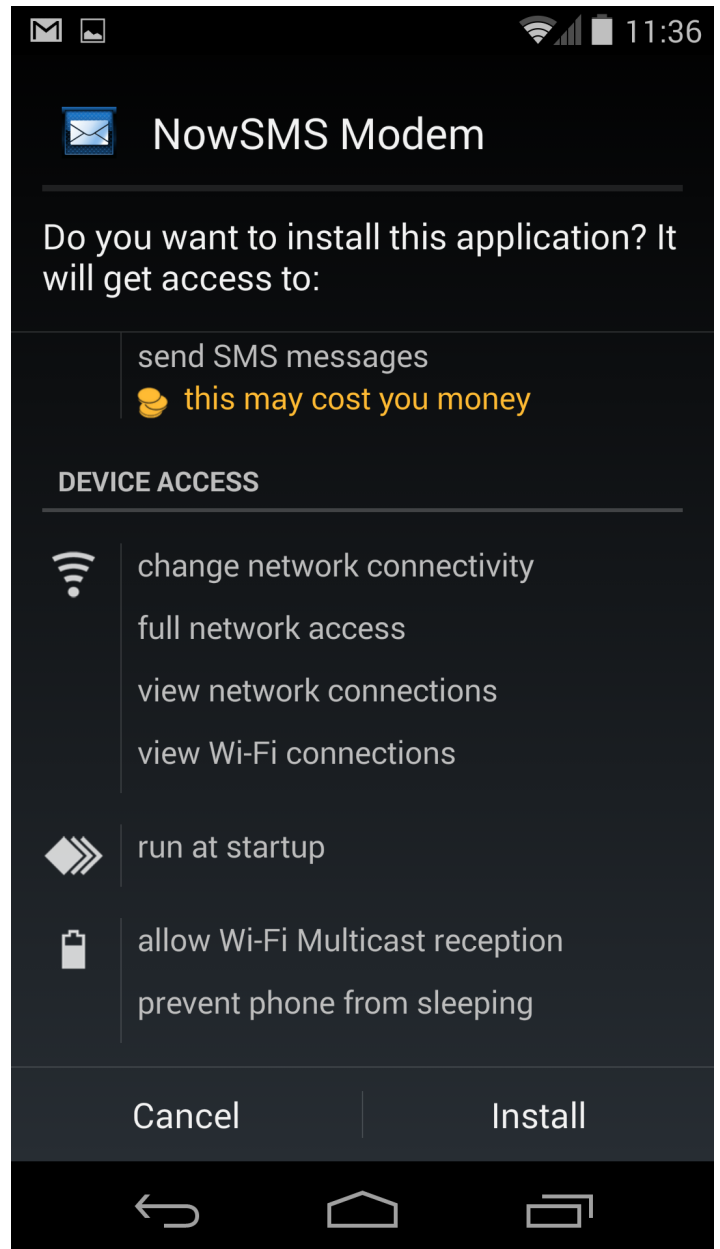 11:36
NowSMS Modem
Do you want to install this application? It
will get access to:
send SMS messages
this may cost you money
DEVICE ACCESS
change network connectivity
full network access
view network connections
view Wi-Fi connections
run at startup
allow Wi-Fi Multicast reception
prevent phone from sleeping
Cancel
Install